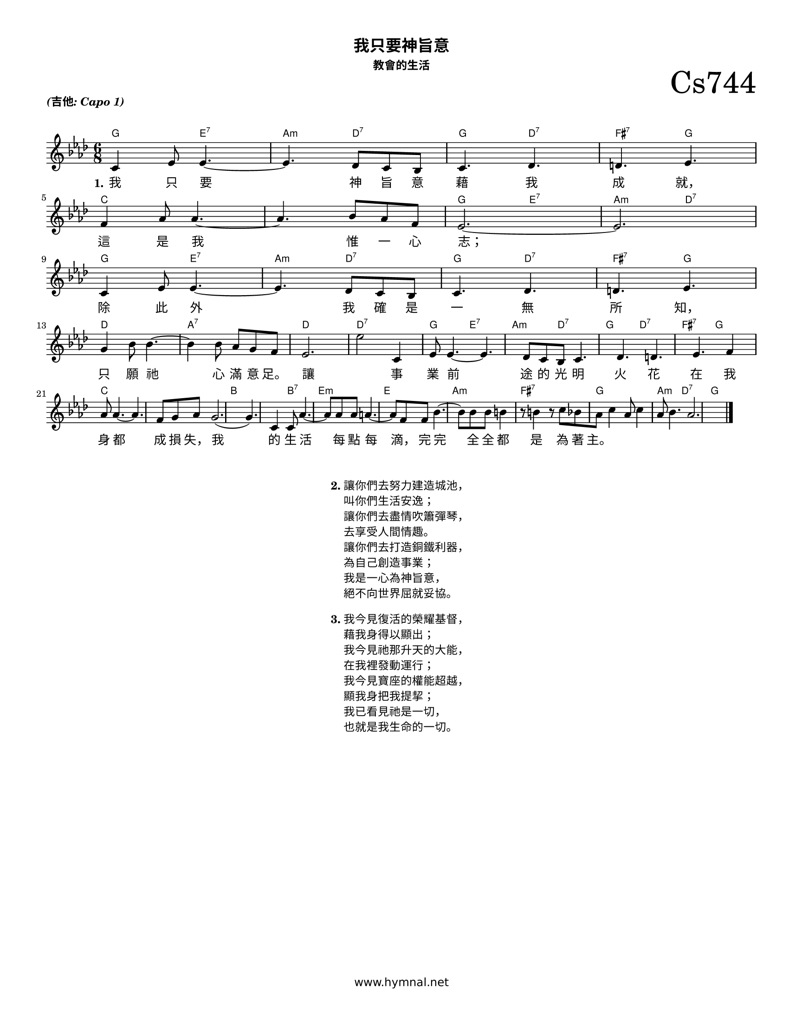 我只要神旨意
教會的生活
Cs744
(吉他: Capo 1)
G E7 Am D7 G D7 F#7 G
1. 我 只 要 神 旨 意 藉 我 成 就，
5 C G E7 Am D7
這 是 我 惟 一 心 志；
9 G E7 Am D7 G D7 F#7 G
除 此 外 我 確 是 一 無 所 知，
13 D A7 D D7 G E7 Am D7 G D7 F#7 G
只 願 祂 心 滿 意 足。 讓 事 業 前 途 的 光 明 火 花 在 我
21 C B B7 Em E Am F#7 G Am D7 G
身 都 成 損 失， 我 的 生 活 每 點 每 滴， 完 完 全 全 都 是 為 著 主。
2. 讓你們去努力建造城池，
叫你們生活安逸；
讓你們去盡情吹簫彈琴，
去享受人間情趣。
讓你們去打造銅鐵利器，
為自己創造事業；
我是一心為神旨意，
絕不向世界屈就妥協。
3. 我今見復活的榮耀基督，
藉我身得以顯出；
我今見祂那升天的大能，
在我裡發動運行；
我今見寶座的權能超越，
顯我身把我提挈；
我已看見祂是一切，
也就是我生命的一切。
www.hymnal.net